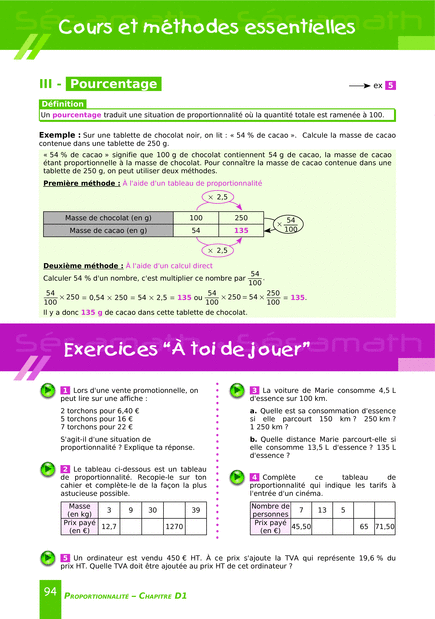 Sésamath Sésamath Sésamath
Cours et méthodes essentielles
III - Pourcentage
ex 5
Définition
Un pourcentage traduit une situation de proportionnalité où la quantité totale est ramenée à 100.
Exemple : Sur une tablette de chocolat noir, on lit : « 54 % de cacao ». Calcule la masse de cacao
contenue dans une tablette de 250 g.
« 54 % de cacao » signifie que 100 g de chocolat contiennent 54 g de cacao, la masse de cacao
étant proportionnelle à la masse de chocolat. Pour connaître la masse de cacao contenue dans une
tablette de 250 g, on peut utiliser deux méthodes.
Première méthode : À l'aide d'un tableau de proportionnalité
× 2,5
Masse de chocolat (en g) 100 250
Masse de cacao (en g) 54 135
× 54/100
× 2,5
Deuxième méthode : À l'aide d'un calcul direct
Calculer 54 % d'un nombre, c'est multiplier ce nombre par 54/100.
54/100 × 250 = 0,54 × 250 = 54 × 2,5 = 135 ou 54/100 × 250 = 54 × 250/100 = 135.
Il y a donc 135 g de cacao dans cette tablette de chocolat.
Sésamath Sésamath Sésamath
Exercices "À toi de jouer"
1 Lors d'une vente promotionnelle, on
peut lire sur une affiche :
2 torchons pour 6,40 €
5 torchons pour 16 €
7 torchons pour 22 €
S'agit-il d'une situation de
proportionnalité ? Explique ta réponse.
2 Le tableau ci-dessous est un tableau
de proportionnalité. Recopie-le sur ton
cahier et complète-le de la façon la plus
astucieuse possible.
Masse
(en kg) 3 9 30 39
Prix payé
(en €) 12,7 1270
3 La voiture de Marie consomme 4,5 L
d'essence sur 100 km.
a. Quelle est sa consommation d'essence
si elle parcourt 150 km ? 250 km ?
1 250 km ?
b. Quelle distance Marie parcourt-elle si
elle consomme 13,5 L d'essence ? 135 L
d'essence ?
4 Complète ce tableau de
proportionnalité qui indique les tarifs à
l'entrée d'un cinéma.
Nombre de
personnes 7 13 5
Prix payé
(en €) 45,50 65 71,50
5 Un ordinateur est vendu 450 € HT. À ce prix s'ajoute la TVA qui représente 19,6 % du
prix HT. Quelle TVA doit être ajoutée au prix HT de cet ordinateur ?
94 PROPORTIONNALITÉ – CHAPITRE D1